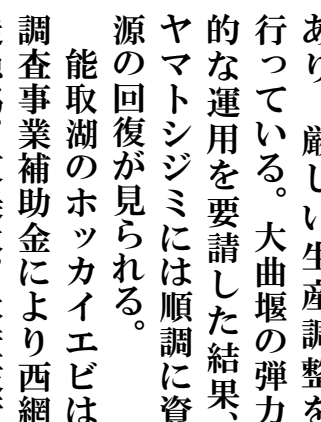 あり、厳しい生産調整を
行っている。大曲堰の弾力
的な運用を要請した結果、
ヤマトシジミには順調に資
源の回復が見られる。
能取湖のホッカイエビは
調査事業補助金により西網